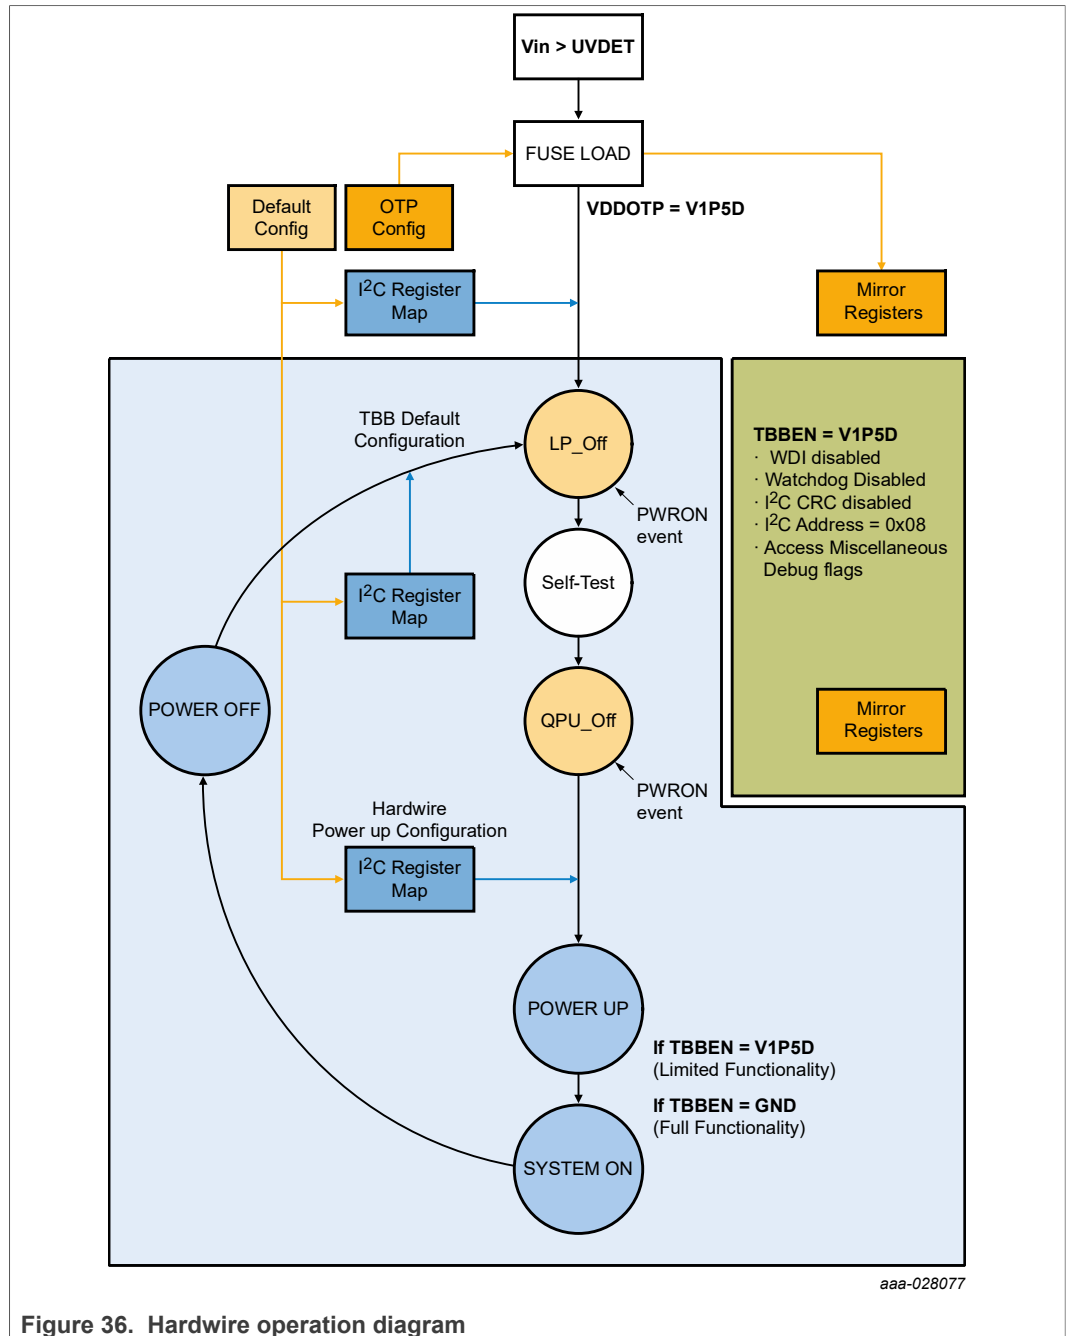 Vin > UVDET
FUSE LOAD
VDDOTP = V1P5D
Default
Config
OTP
Config
I2C Register
Map
Mirror
Registers
TBB Default
Configuration
LP_Off
PWRON
event
TBBEN = V1P5D
· WDI disabled
· Watchdog Disabled
· I2C CRC disabled
· I2C Address = 0x08
· Access Miscellaneous
Debug flags
Self-Test
I2C Register
Map
POWER OFF
QPU_Off
Mirror
Registers
PWRON
event
Hardwire
Power up Configuration
I2C Register
Map
POWER UP
If TBBEN = V1P5D
(Limited Functionality)
If TBBEN = GND
(Full Functionality)
SYSTEM ON
aaa-028077
Figure 36. Hardwire operation diagram